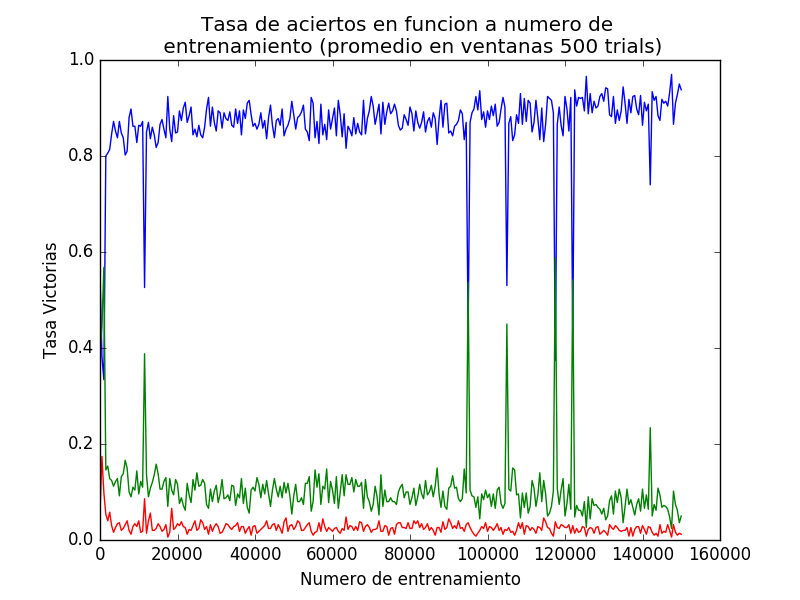 Tasa de aciertos en funcion a numero de
entrenamiento (promedio en ventanas 500 trials)
1.0
0.8
0.6
0.4
0.2
0.0
Tasa Victorias
0 20000 40000 60000 80000 100000 120000 140000 160000
Numero de entrenamiento